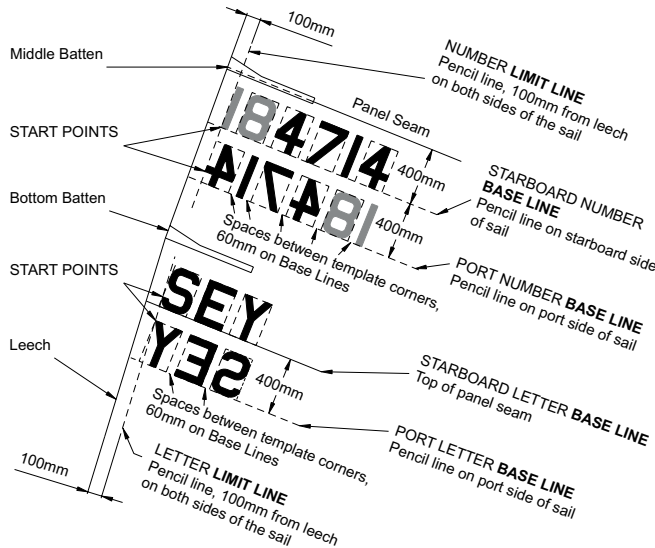 100mm
Middle Batten
NUMBER LIMIT LINE
Pencil line, 100mm from leech
on both sides of the sail
Panel Seam
START POINTS
184714
400mm
STARBOARD NUMBER
BASE LINE
Pencil line on starboard side
of sail
184714
400mm
Bottom Batten
Spaces between template corners,
60mm on Base Lines
PORT NUMBER BASE LINE
Pencil line on port side of sail
START POINTS
SEY
STARBOARD LETTER BASE LINE
Top of panel seam
Leech
SEY
400mm
Spaces between template corners,
60mm on Base Lines
PORT LETTER BASE LINE
Pencil line on port side of sail
100mm
LETTER LIMIT LINE
Pencil line, 100mm from leech
on both sides of the sail